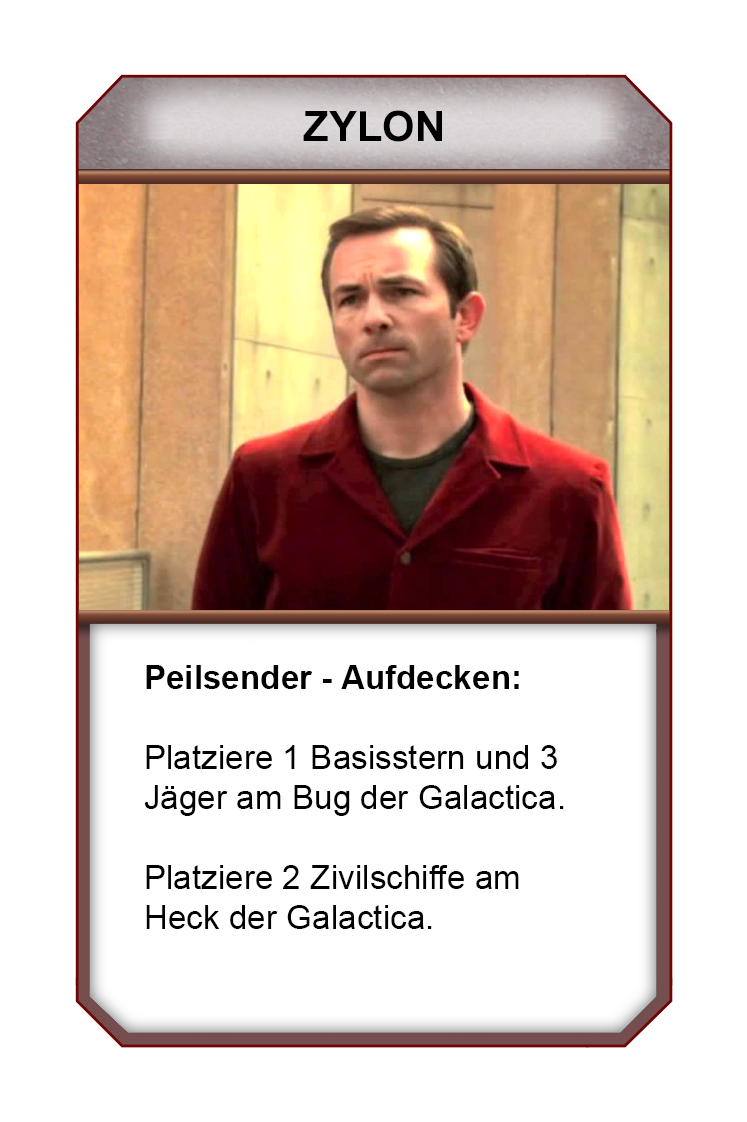 ZYLON
Peilsender - Aufdecken:
Platziere 1 Basisstern und 3
Jäger am Bug der Galactica.
Platziere 2 Zivilschiffe am
Heck der Galactica.